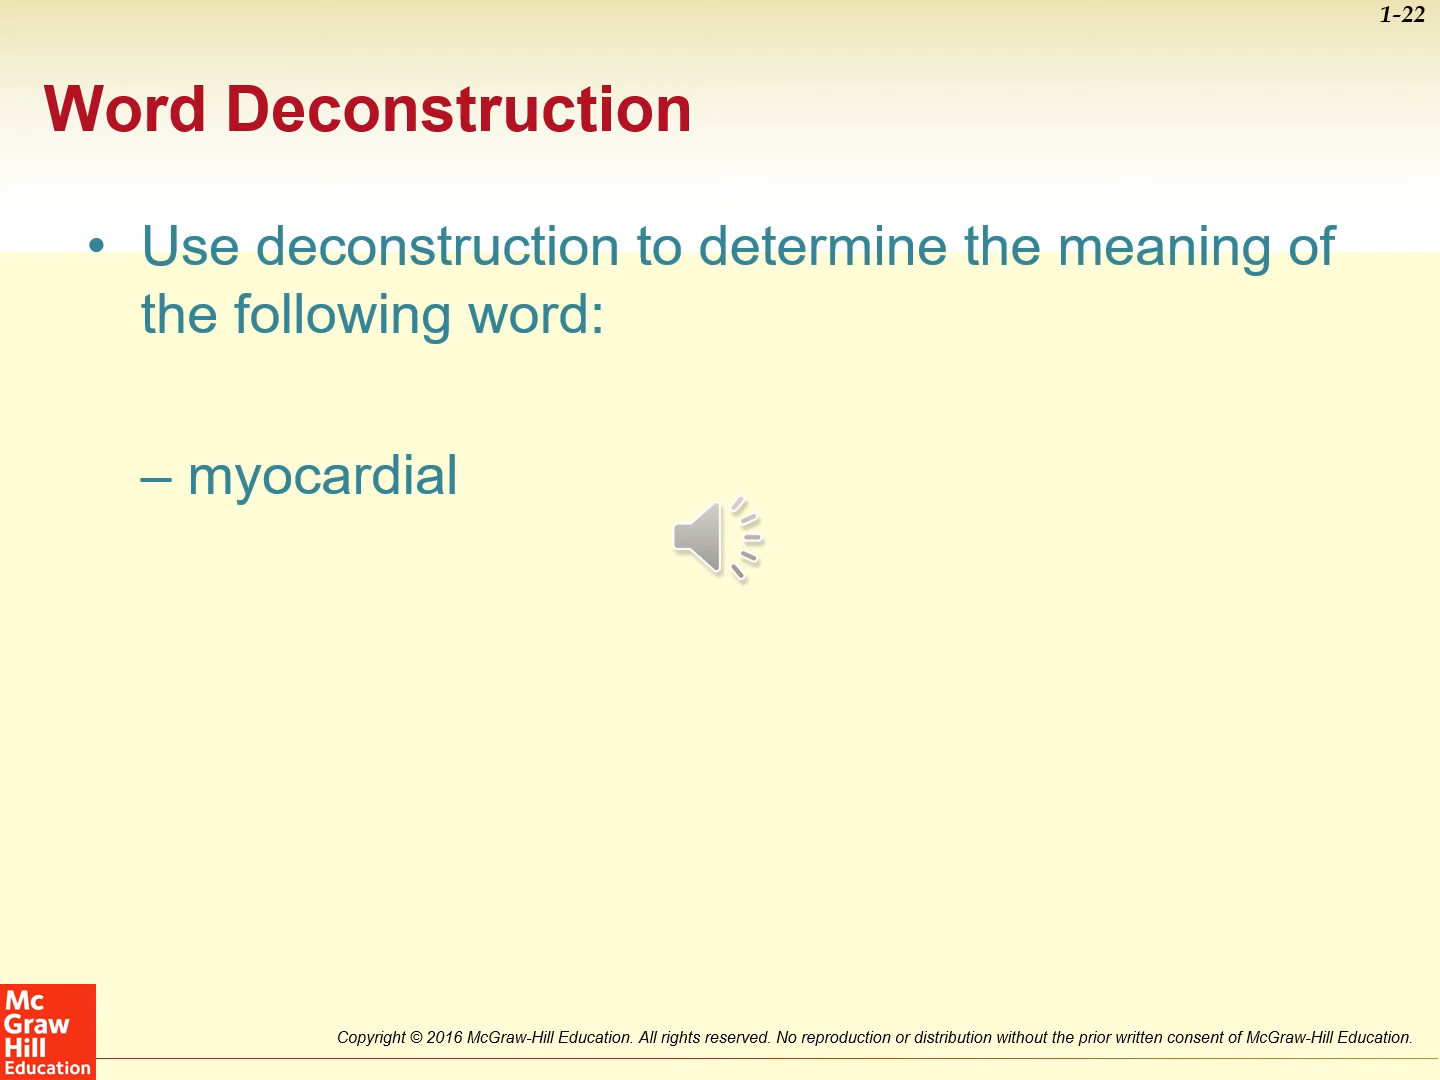 1-22
Word Deconstruction
• Use deconstruction to determine the meaning of
the following word:
– myocardial
Mc
Graw
Hill
Education
Copyright © 2016 McGraw-Hill Education. All rights reserved. No reproduction or distribution without the prior written consent of McGraw-Hill Education.